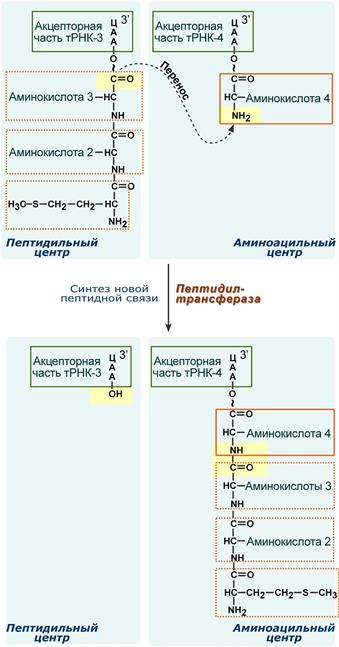 Акцепторная
часть тРНК-3
3'
Ц
А
А
O
~
C=O
Аминокислота 3
CH
NH
C=O
Аминокислота 2
CH
NH
C=O
H₃O—S—CH₂—CH₂—CH
NH₂
Пептидильный
центр
Акцепторная
часть тРНК-4
3'
Ц
А
А
O
~
C=O
HC
Аминокислота 4
NH₂
Перенос
Аминоацильный
центр
Синтез новой
пептидной связи
Пептидил-
трансфераза
Акцепторная
часть тРНК-3
3'
Ц
А
А
OH
Пептидильный
центр
Акцепторная
часть тРНК-4
3'
Ц
А
А
O
~
C=O
HC
Аминокислота 4
NH
C=O
HC
Аминокислоты 3
NH
C=O
HC
Аминокислота 2
NH
C=O
HC—CH₂—CH₂—S—CH₃
NH₂
Аминоацильный
центр